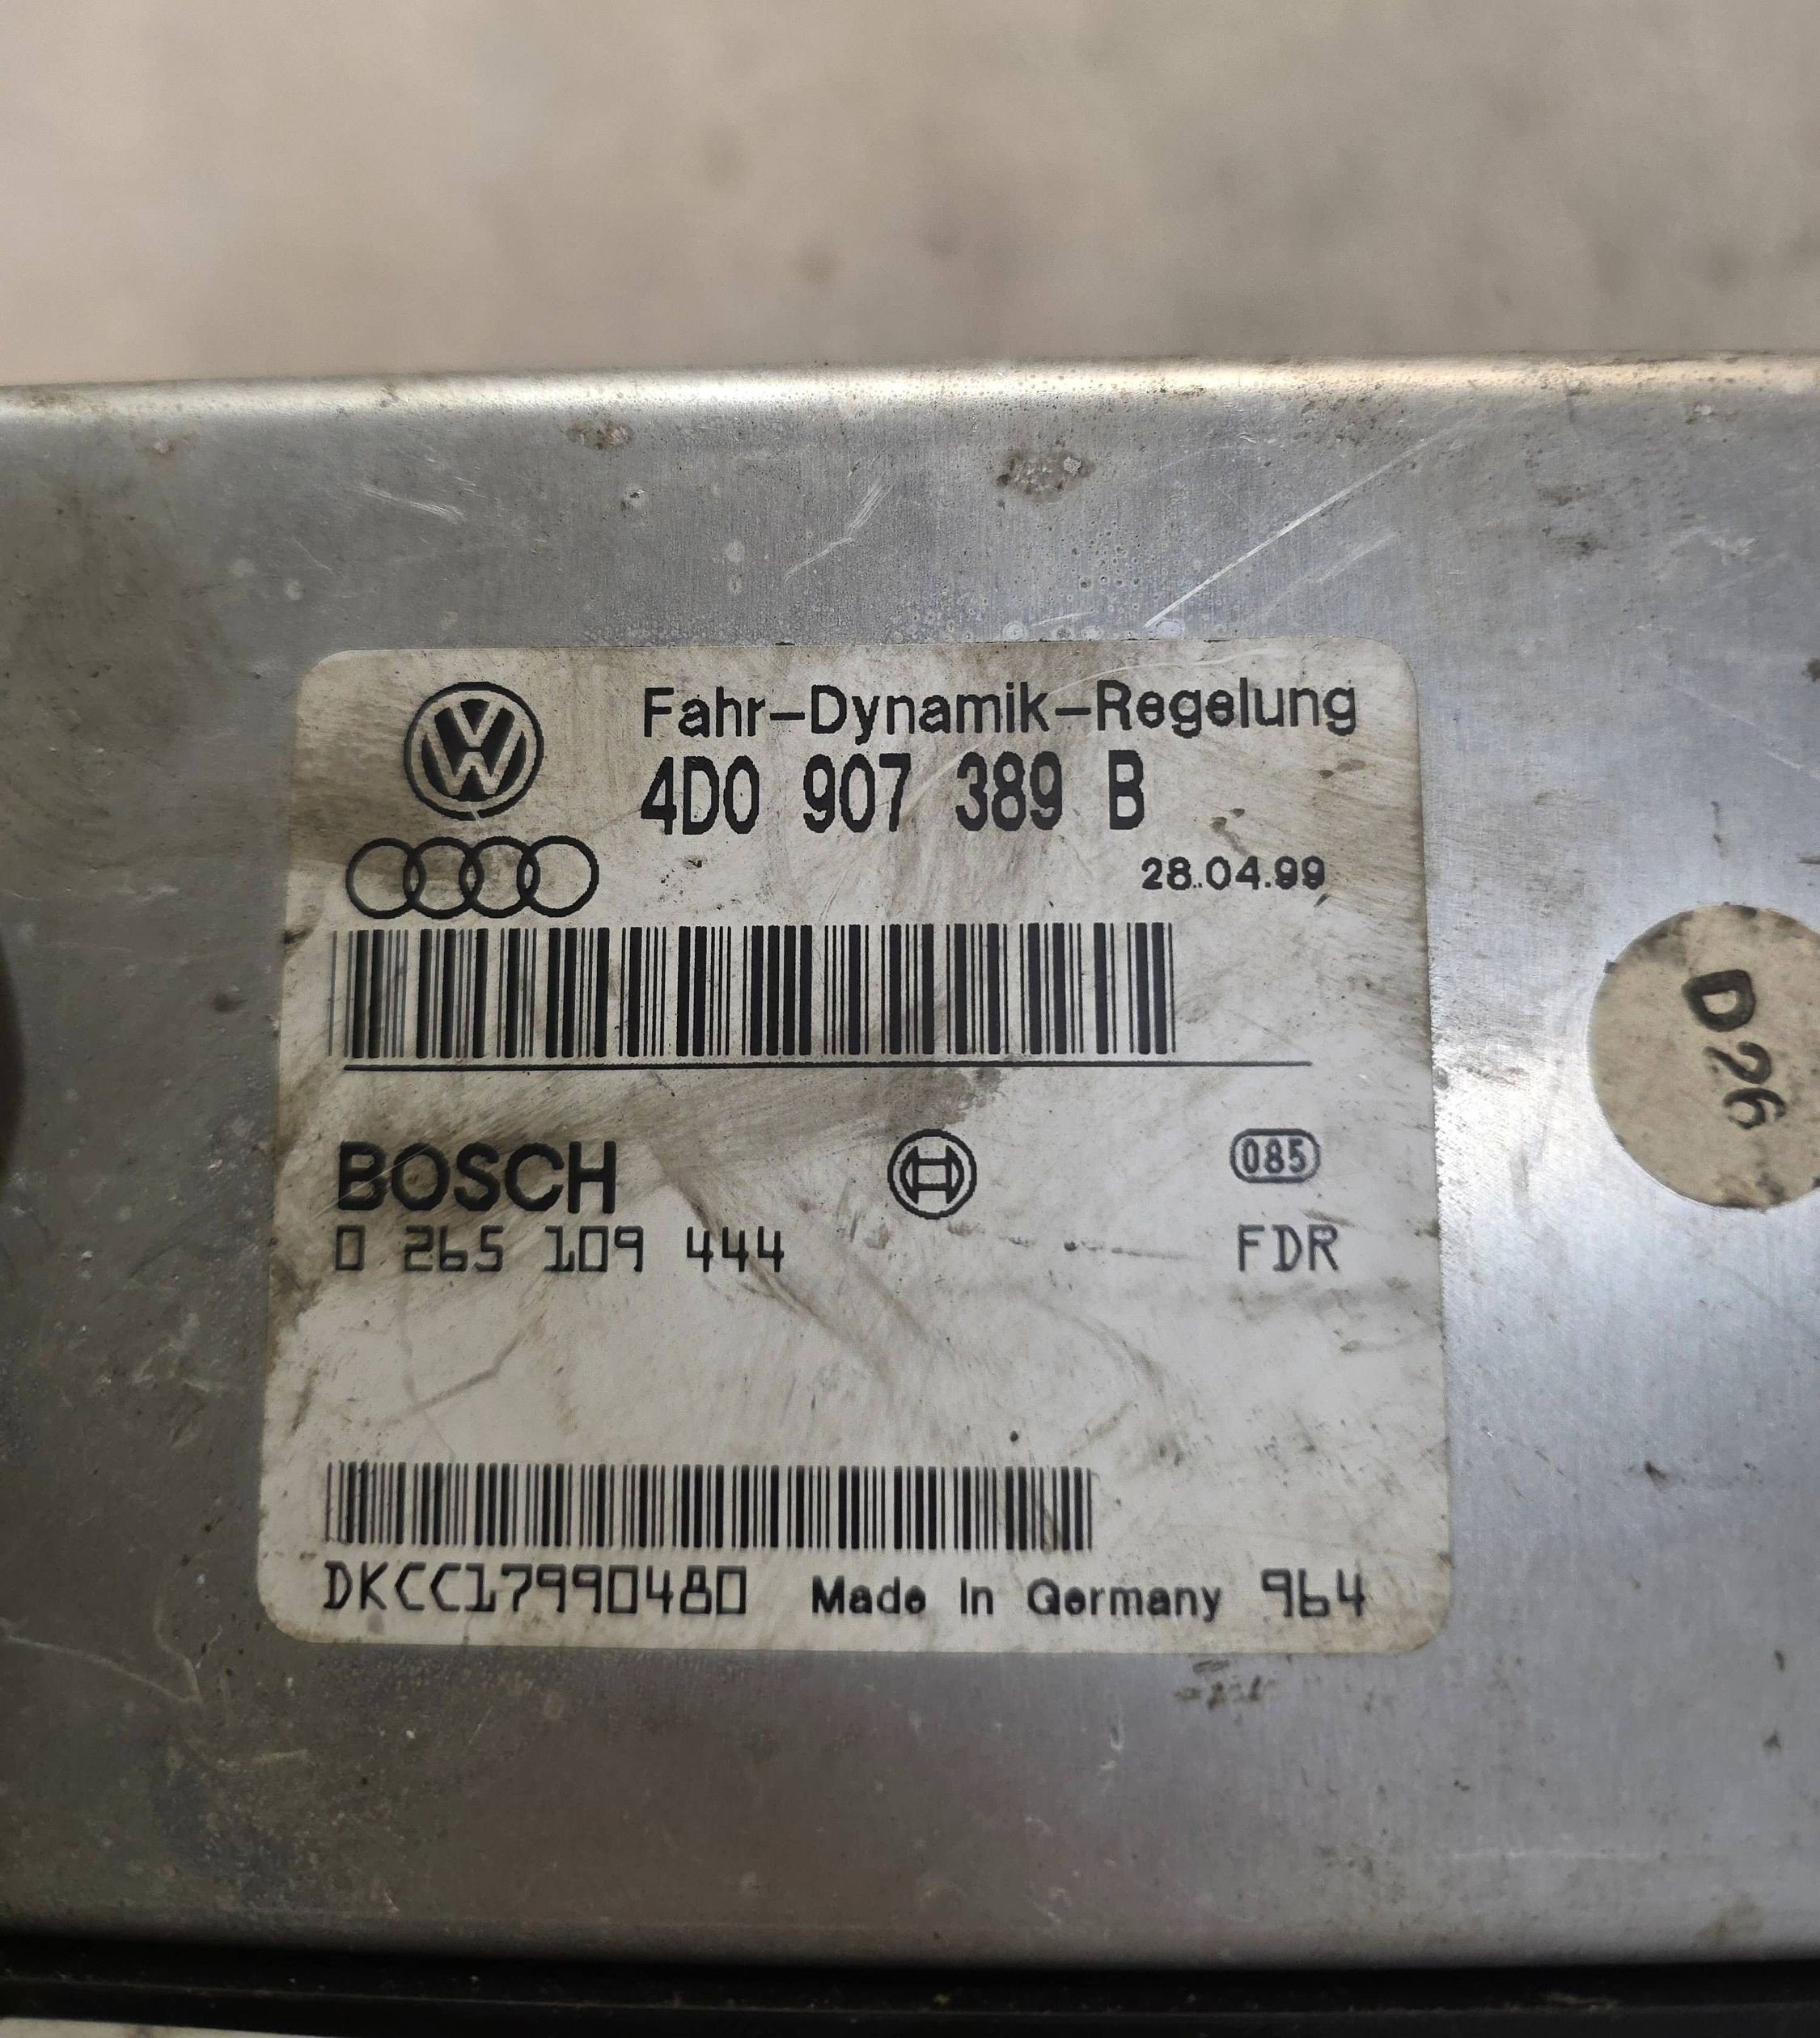 Fahr-Dynamik-Regelung
4D0 907 389 B
28.04.99
BOSCH
085
0 265 109 444 FDR
DKCC17990480 Made In Germany 964
D26